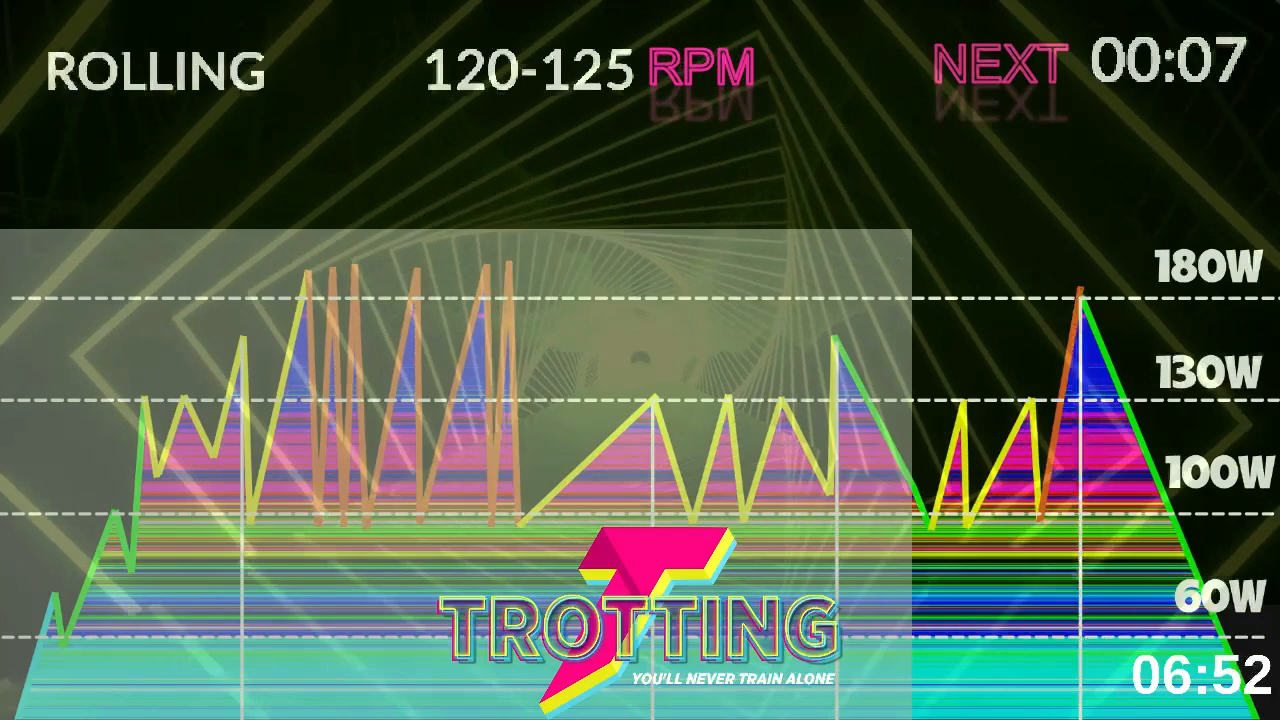 ROLLING 120-125 RPM NEXT 00:07
180W
130W
100W
60W
TROTTING
YOU'LL NEVER TRAIN ALONE
06:52